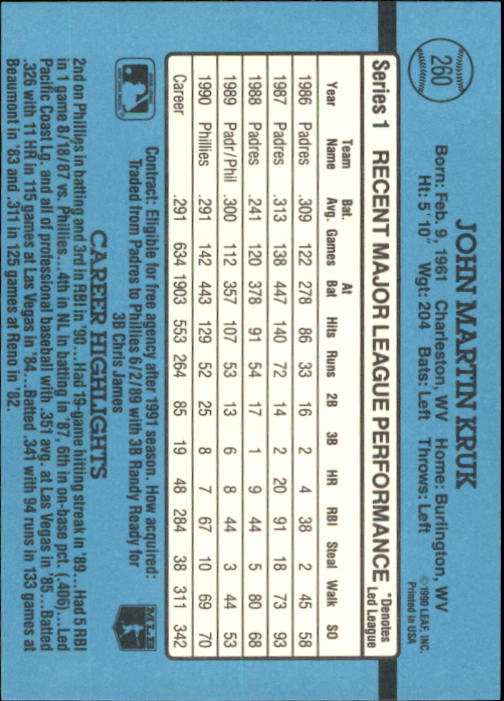 260
JOHN MARTIN KRUK
Born: Feb. 9, 1961 Charleston, WV Home: Burlington, WV
Ht: 5' 10" Wgt: 204 Bats: Left Throws: Left
©1990 LEAF, INC.
Printed in USA
Series 1 RECENT MAJOR LEAGUE PERFORMANCE *Denotes Led League
Year Team Name Bat. Avg. Games At Bat Hits Runs 2B 3B HR RBI Steal Walk SO
1986 Padres .309 122 278 86 33 16 2 4 38 2 45 58
1987 Padres .313 138 447 140 72 14 2 20 91 18 73 93
1988 Padres .241 120 378 91 54 17 1 9 44 5 80 68
1989 Padr/Phil .300 112 357 107 53 13 6 8 44 3 44 53
1990 Phillies .291 142 443 129 52 25 8 7 67 10 69 70
Career .291 634 1903 553 264 85 19 48 284 38 311 342
Contract: Eligible for free agency after 1991 season. How acquired:
Traded from Padres to Phillies 6/2/89 with 3B Randy Ready for
3B Chris James
MLB
CAREER HIGHLIGHTS
2nd on Phillies in batting and 3rd in RBI in '90...Had 19-game hitting streak in '89...Had 5 RBI
in 1 game 8/18/87 vs. Phillies...4th in NL in batting in '87, 6th in on-base pct. (.406)...Led
Pacific Coast Lg. and all of professional baseball with .351 avg. at Las Vegas in '85...Batted
.326 with 11 HR in 115 games at Las Vegas in '84...Batted .341 with 94 runs in 133 games at
Beaumont in '83 and .311 in 125 games at Reno in '82.